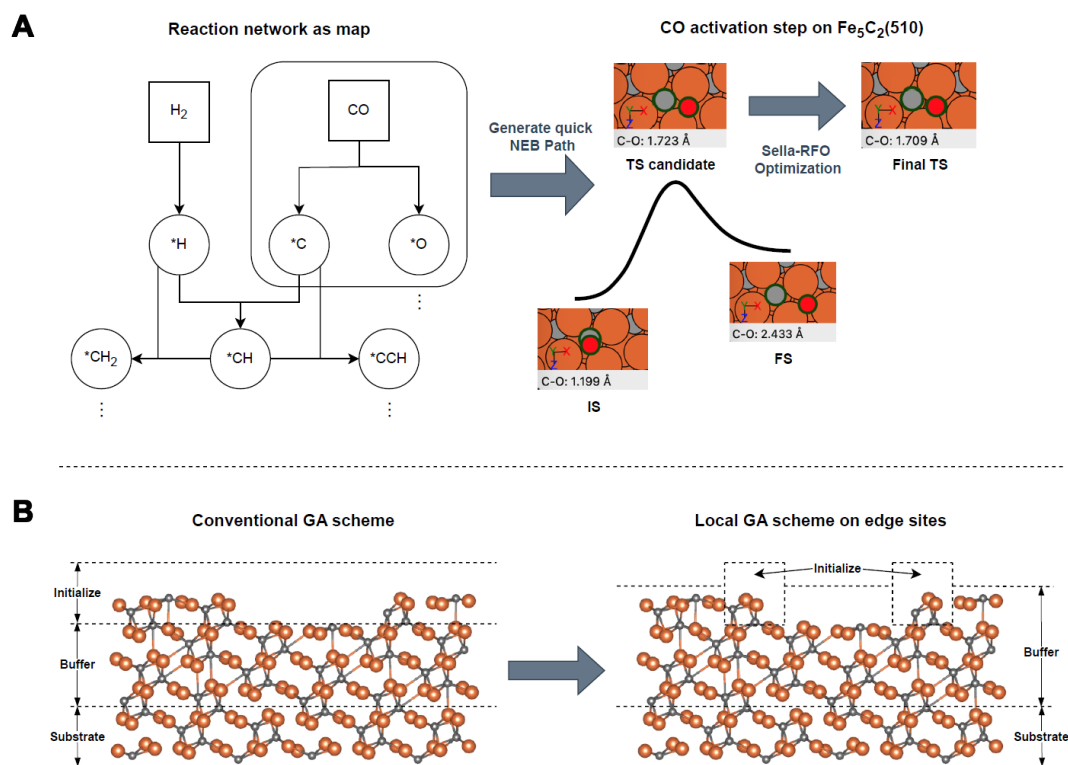 A
Reaction network as map
CO activation step on Fe₅C₂(510)
H₂
CO
*H
*C
*O
⋮
*CH₂
*CH
*CCH
⋮
⋮
Generate quick
NEB Path
Y X
Z
C–O: 1.723 Å
TS candidate
Sella-RFO
Optimization
Y X
Z
C–O: 1.709 Å
Final TS
Y X
Z
C–O: 1.199 Å
IS
Y X
Z
C–O: 2.433 Å
FS
B
Conventional GA scheme
Local GA scheme on edge sites
Initialize
Buffer
Substrate
Initialize
Buffer
Substrate